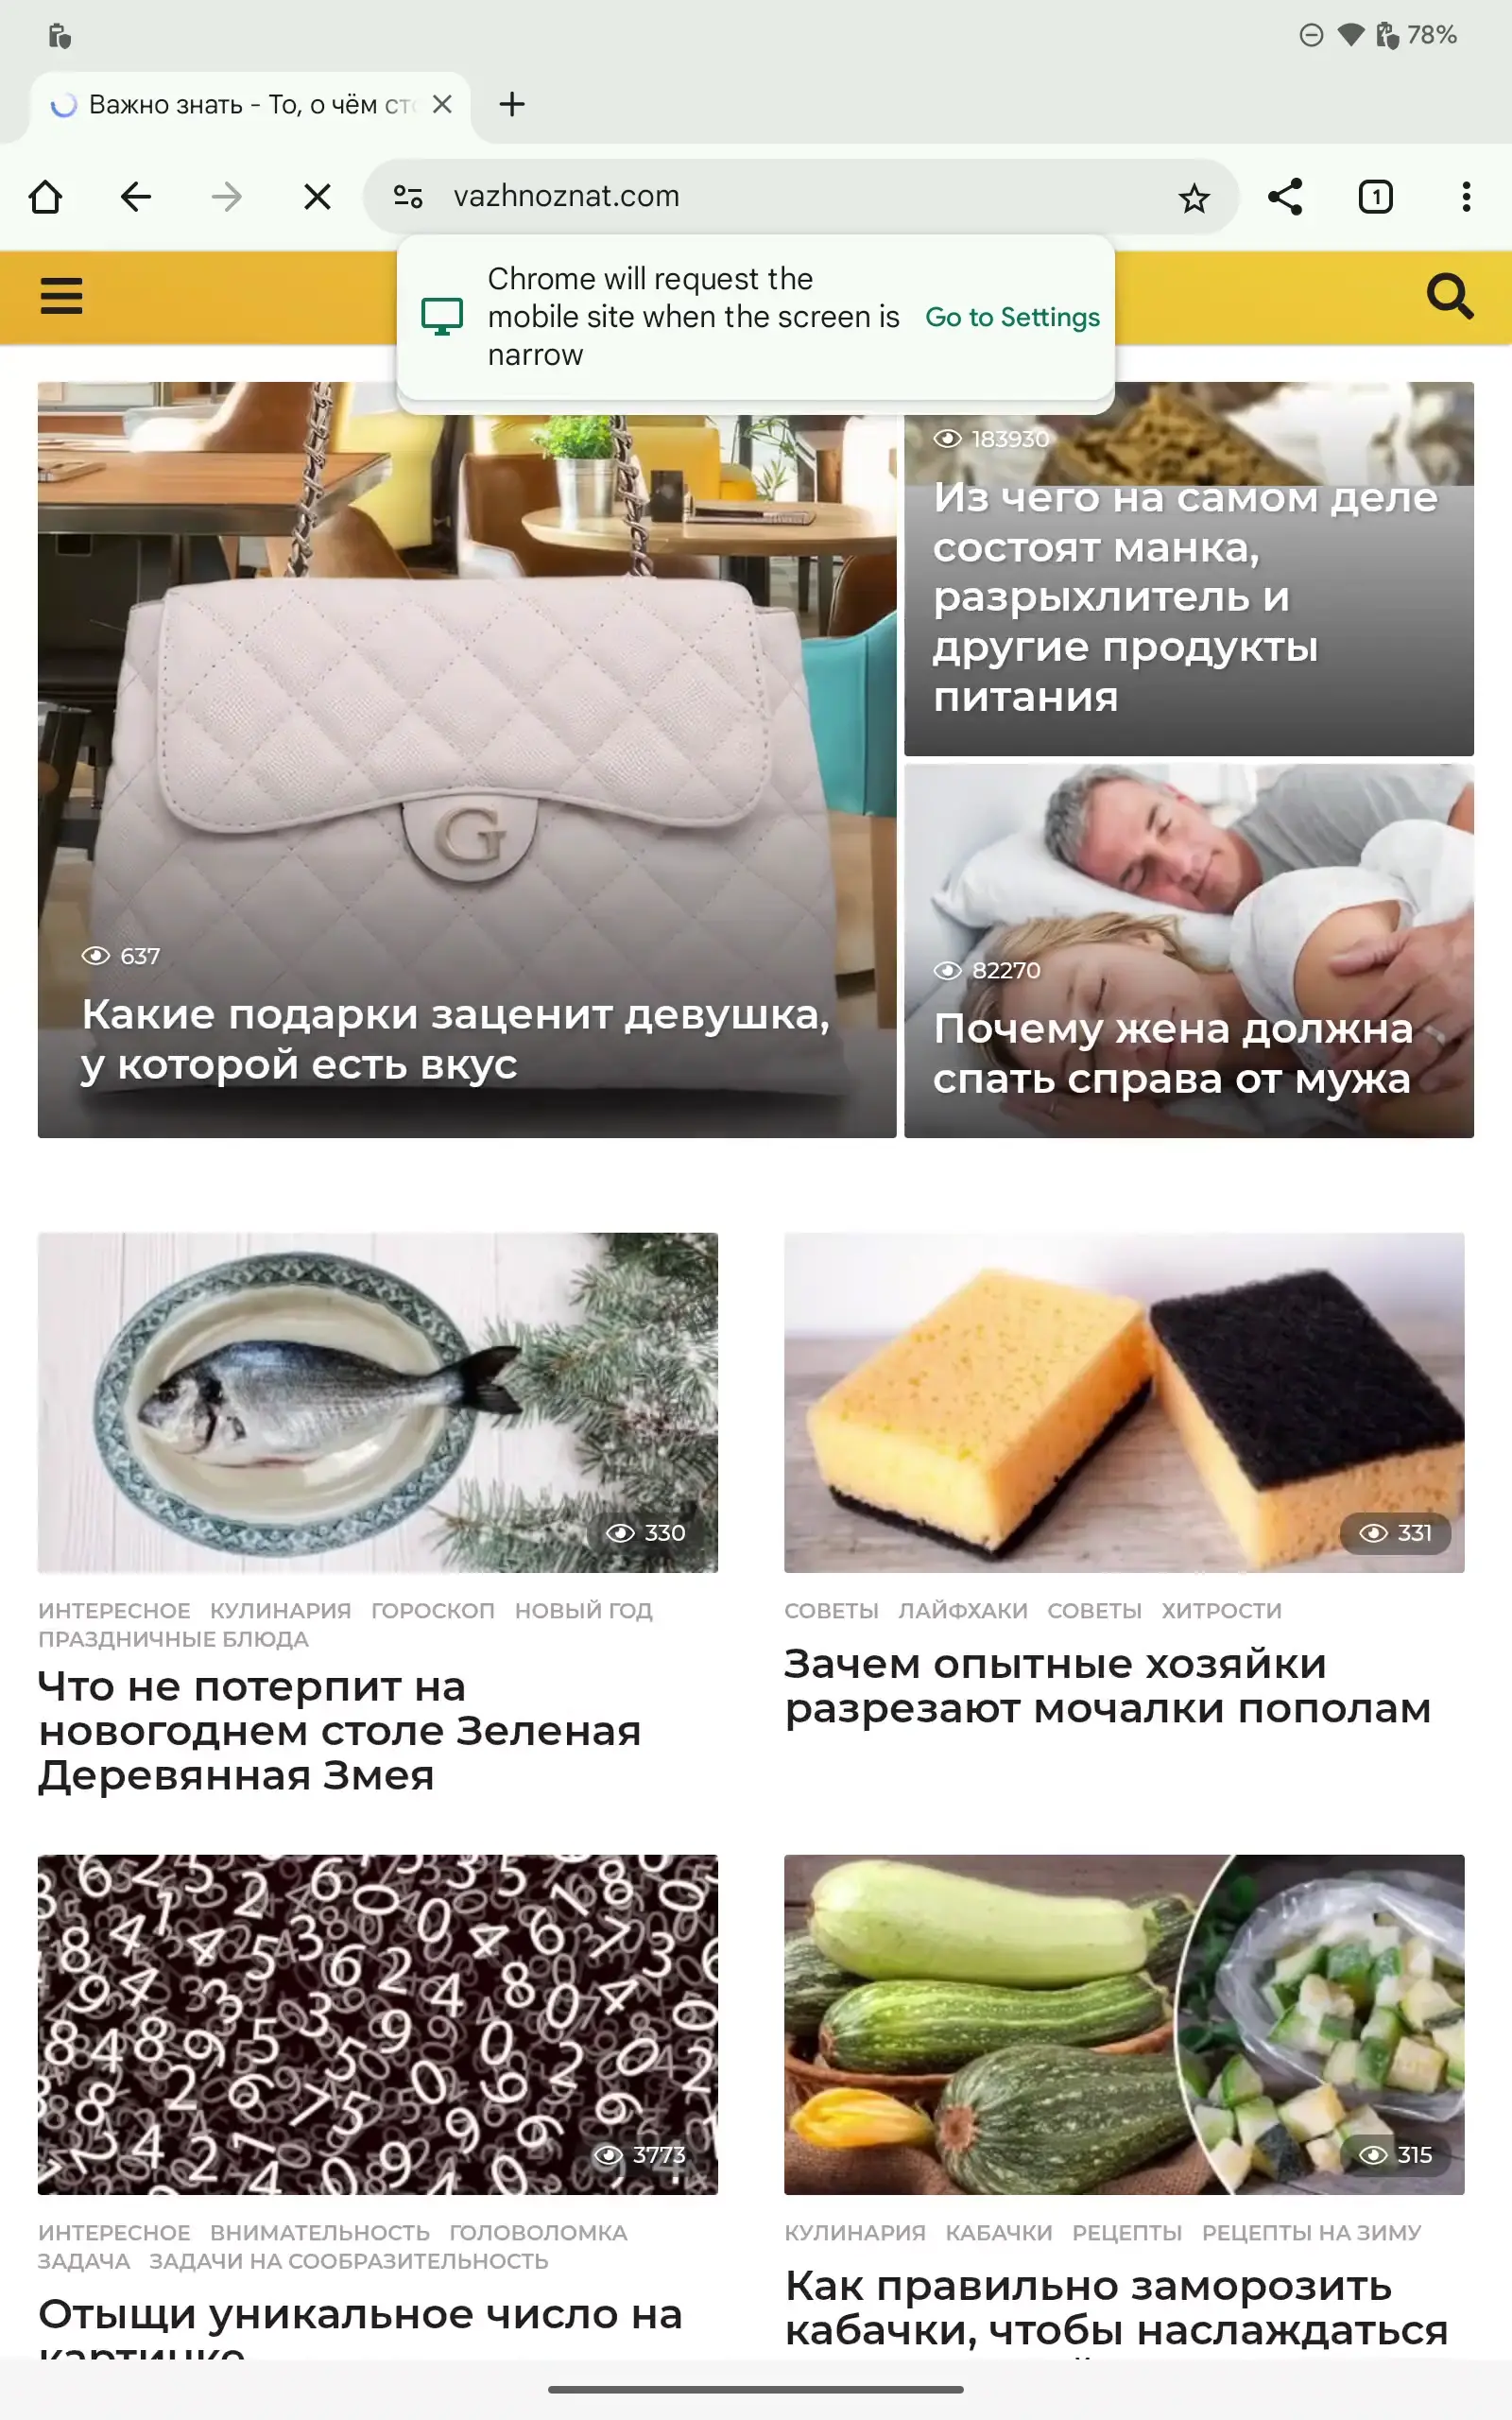 78%
Важно знать - То, о чём
1
vazhnoznat.com
Chrome will request the
mobile site when the screen is
narrow
Go to Settings
183930
Из чего на самом деле
состоят манка,
разрыхлитель и
другие продукты
питания
G
637
Какие подарки заценит девушка,
у которой есть вкус
82270
Почему жена должна
спать справа от мужа
330
ИНТЕРЕСНОЕ КУЛИНАРИЯ ГОРОСКОП НОВЫЙ ГОД
ПРАЗДНИЧНЫЕ БЛЮДА
Что не потерпит на
новогоднем столе Зеленая
Деревянная Змея
331
СОВЕТЫ ЛАЙФХАКИ СОВЕТЫ ХИТРОСТИ
Зачем опытные хозяйки
разрезают мочалки пополам
3773
ИНТЕРЕСНОЕ ВНИМАТЕЛЬНОСТЬ ГОЛОВОЛОМКА
ЗАДАЧА ЗАДАЧИ НА СООБРАЗИТЕЛЬНОСТЬ
Отыщи уникальное число на
картинке
315
КУЛИНАРИЯ КАБАЧКИ РЕЦЕПТЫ РЕЦЕПТЫ НА ЗИМУ
Как правильно заморозить
кабачки, чтобы наслаждаться